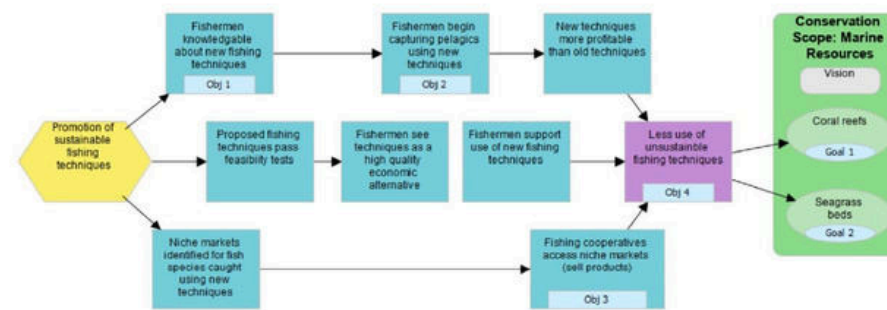 Fishermen
knowledgable
about new fishing
techniques
Obj 1
Fishermen begin
capturing pelagics
using new
techniques
Obj 2
New techniques
more profitable
than old techniques
Conservation
Scope: Marine
Resources
Vision
Promotion of
sustainable
fishing
techniques
Proposed fishing
techniques pass
feasibilty tests
Fishermen see
techniques as a
high quality
economic
alternative
Fishermen support
use of new fishing
techniques
Less use of
unsustainble
fishing techniques
Obj 4
Coral reefs
Goal 1
Seagrass
beds
Goal 2
Niche markets
identified for fish
species caught
using new
techniques
Fishing cooperatives
access niche markets
(sell products)
Obj 3